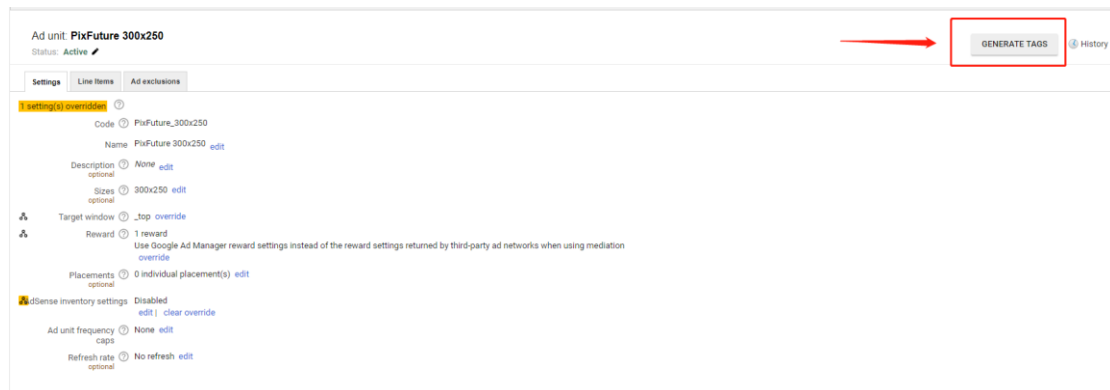 Ad unit: PixFuture 300x250
Status: Active
GENERATE TAGS
History
Settings Line Items Ad exclusions
1 setting(s) overridden
Code PixFuture_300x250
Name PixFuture 300x250 edit
Description None edit
optional
Sizes 300x250 edit
optional
Target window _top override
Reward 1 reward
Use Google Ad Manager reward settings instead of the reward settings returned by third-party ad networks when using mediation
override
Placements 0 individual placement(s) edit
optional
dSense inventory settings Disabled
edit | clear override
Ad unit frequency None edit
caps
Refresh rate No refresh edit
optional